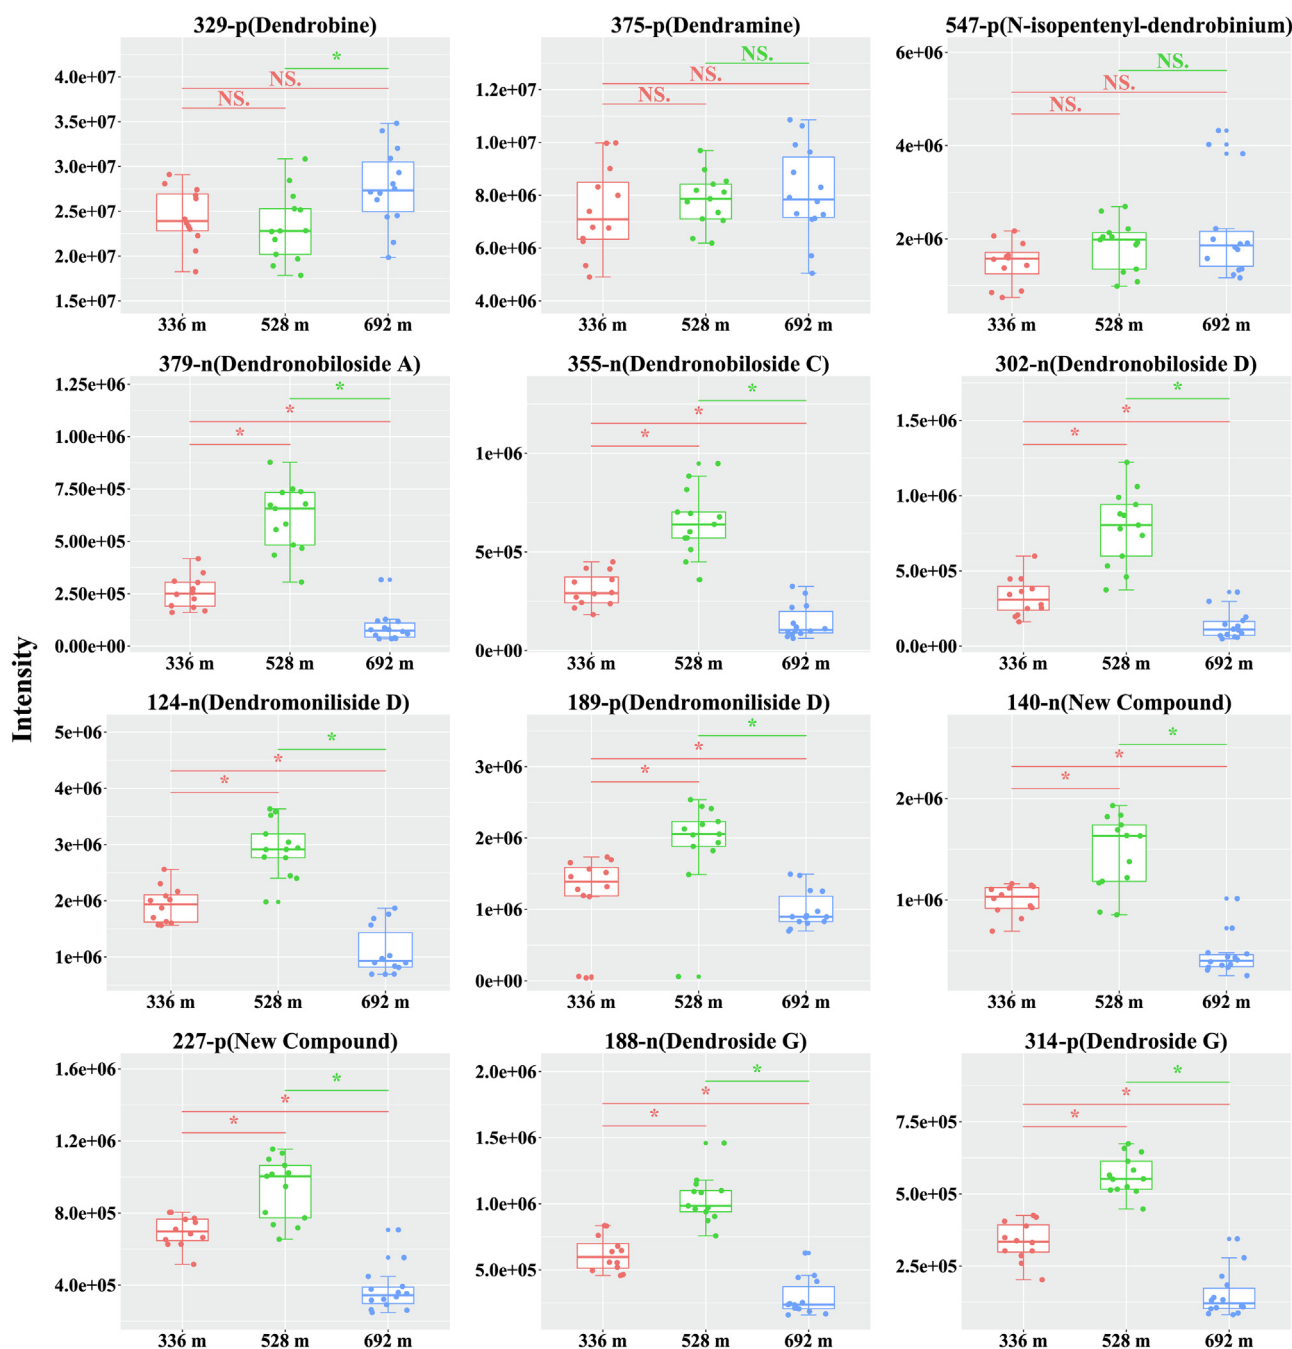 329-p(Dendrobine)
375-p(Dendramine)
547-p(N-isopentenyl-dendrobinium)
4.0e+07
3.5e+07
3.0e+07
2.5e+07
2.0e+07
1.5e+07
*
NS.
NS.
336 m
528 m
692 m
1.2e+07
1.0e+07
8.0e+06
6.0e+06
4.0e+06
NS.
NS.
NS.
336 m
528 m
692 m
6e+06
4e+06
2e+06
NS.
NS.
NS.
336 m
528 m
692 m
379-n(Dendronobiloside A)
355-n(Dendronobiloside C)
302-n(Dendronobiloside D)
1.25e+06
1.00e+06
7.50e+05
5.00e+05
2.50e+05
0.00e+00
*
*
*
336 m
528 m
692 m
1e+06
5e+05
0e+00
*
*
*
336 m
528 m
692 m
1.5e+06
1.0e+06
5.0e+05
0.0e+00
*
*
*
336 m
528 m
692 m
Intensity
124-n(Dendromoniliside D)
189-p(Dendromoniliside D)
140-n(New Compound)
5e+06
4e+06
3e+06
2e+06
1e+06
*
*
*
336 m
528 m
692 m
3e+06
2e+06
1e+06
0e+00
*
*
*
336 m
528 m
692 m
2e+06
1e+06
*
*
*
336 m
528 m
692 m
227-p(New Compound)
188-n(Dendroside G)
314-p(Dendroside G)
1.6e+06
1.2e+06
8.0e+05
4.0e+05
*
*
*
336 m
528 m
692 m
2.0e+06
1.5e+06
1.0e+06
5.0e+05
*
*
*
336 m
528 m
692 m
7.5e+05
5.0e+05
2.5e+05
*
*
*
336 m
528 m
692 m